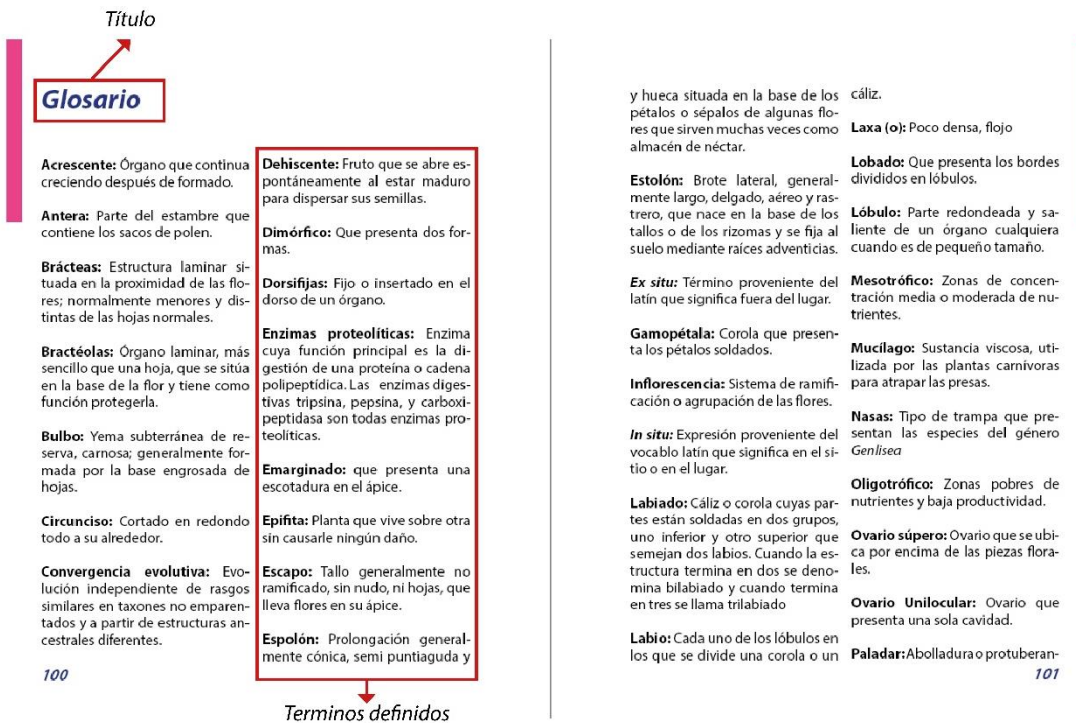 Título
Glosario
Acrescente: Órgano que continua
creciendo después de formado.
Antera: Parte del estambre que
contiene los sacos de polen.
Brácteas: Estructura laminar si-
tuada en la proximidad de las flo-
res; normalmente menores y dis-
tintas de las hojas normales.
Bractéolas: Órgano laminar, más
sencillo que una hoja, que se sitúa
en la base de la flor y tiene como
función protegerla.
Bulbo: Yema subterránea de re-
serva, carnosa; generalmente for-
mada por la base engrosada de
hojas.
Circunciso: Cortado en redondo
todo a su alrededor.
Convergencia evolutiva: Evo-
lución independiente de rasgos
similares en taxones no emparen-
tados y a partir de estructuras an-
cestrales diferentes.
100
Dehiscente: Fruto que se abre es-
pontáneamente al estar maduro
para dispersar sus semillas.
Dimórfico: Que presenta dos for-
mas.
Dorsifijas: Fijo o insertado en el
dorso de un órgano.
Enzimas proteolíticas: Enzima
cuya función principal es la di-
gestión de una proteína o cadena
polipeptídica. Las enzimas diges-
tivas tripsina, pepsina, y carboxi-
peptidasa son todas enzimas pro-
teolíticas.
Emarginado: que presenta una
escotadura en el ápice.
Epífita: Planta que vive sobre otra
sin causarle ningún daño.
Escapo: Tallo generalmente no
ramificado, sin nudo, ni hojas, que
lleva flores en su ápice.
Espolón: Prolongación general-
mente cónica, semi puntiaguda y
Terminos definidos
y hueca situada en la base de los
pétalos o sépalos de algunas flo-
res que sirven muchas veces como
almacén de néctar.
Estolón: Brote lateral, general-
mente largo, delgado, aéreo y ras-
trero, que nace en la base de los
tallos o de los rizomas y se fija al
suelo mediante raíces adventicias.
Ex situ: Término proveniente del
latín que significa fuera del lugar.
Gamopétala: Corola que presen-
ta los pétalos soldados.
Inflorescencia: Sistema de ramifi-
cación o agrupación de las flores.
In situ: Expresión proveniente del
vocablo latín que significa en el si-
tio o en el lugar.
Labiado: Cáliz o corola cuyas par-
tes están soldadas en dos grupos,
uno inferior y otro superior que
semejan dos labios. Cuando la es-
tructura termina en dos se deno-
mina bilabiado y cuando termina
en tres se llama trilabiado
Labio: Cada uno de los lóbulos en
los que se divide una corola o un
cáliz.
Laxa (o): Poco densa, flojo
Lobado: Que presenta los bordes
divididos en lóbulos.
Lóbulo: Parte redondeada y sa-
liente de un órgano cualquiera
cuando es de pequeño tamaño.
Mesotrófico: Zonas de concen-
tración media o moderada de nu-
trientes.
Mucílago: Sustancia viscosa, uti-
lizada por las plantas carnívoras
para atrapar las presas.
Nasas: Tipo de trampa que pre-
sentan las especies del género
Genlisea
Oligotrófico: Zonas pobres de
nutrientes y baja productividad.
Ovario súpero: Ovario que se ubi-
ca por encima de las piezas flora-
les.
Ovario Unilocular: Ovario que
presenta una sola cavidad.
Paladar: Abolladura o protuberan-
101